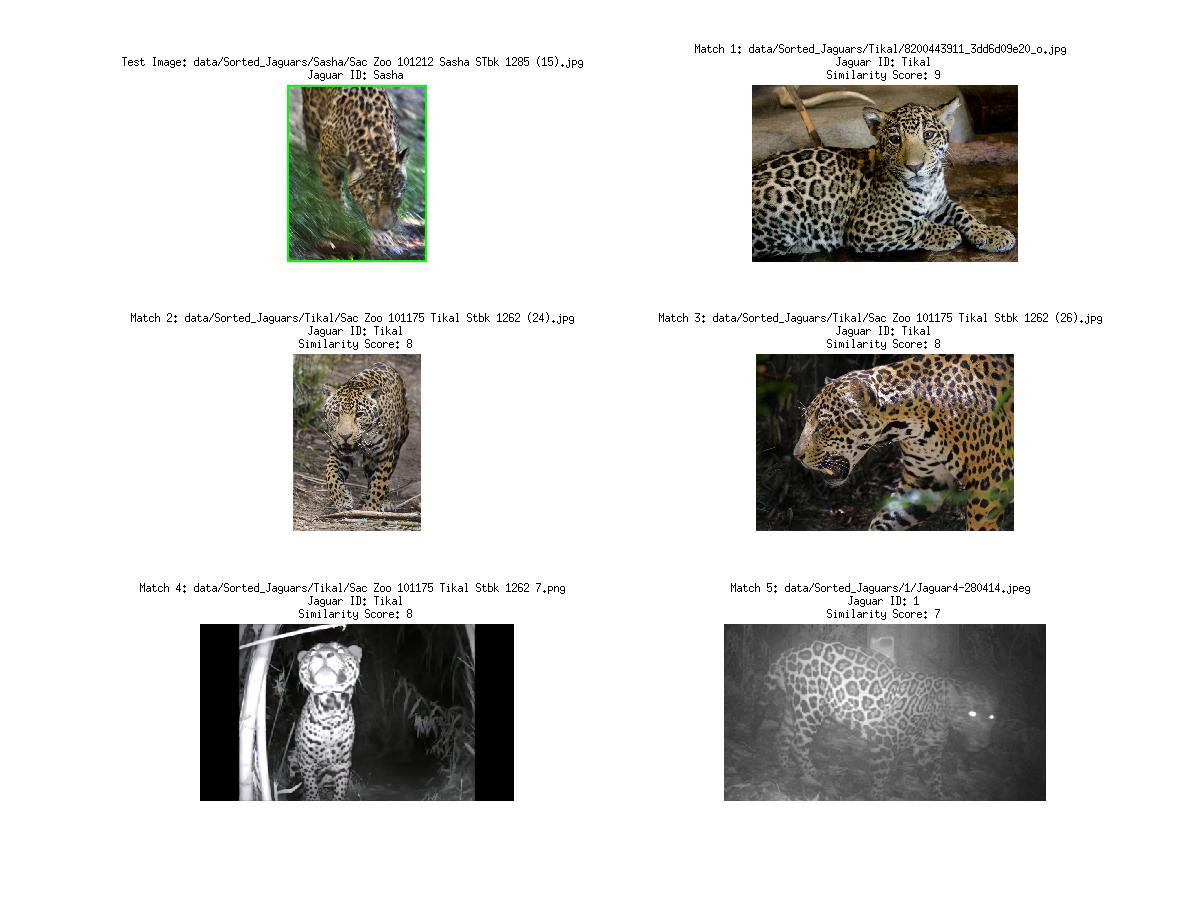 Test Image: data/Sorted_Jaguars/Sasha/Sac Zoo 101212 Sasha STbk 1285 (15).jpg
Jaguar ID: Sasha
Match 1: data/Sorted_Jaguars/Tikal/8200443911_3dd6d09e20_o.jpg
Jaguar ID: Tikal
Similarity Score: 9
Match 2: data/Sorted_Jaguars/Tikal/Sac Zoo 101175 Tikal Stbk 1262 (24).jpg
Jaguar ID: Tikal
Similarity Score: 8
Match 3: data/Sorted_Jaguars/Tikal/Sac Zoo 101175 Tikal Stbk 1262 (26).jpg
Jaguar ID: Tikal
Similarity Score: 8
Match 4: data/Sorted_Jaguars/Tikal/Sac Zoo 101175 Tikal Stbk 1262 7.png
Jaguar ID: Tikal
Similarity Score: 8
Match 5: data/Sorted_Jaguars/1/Jaguar4-280414.jpeg
Jaguar ID: 1
Similarity Score: 7